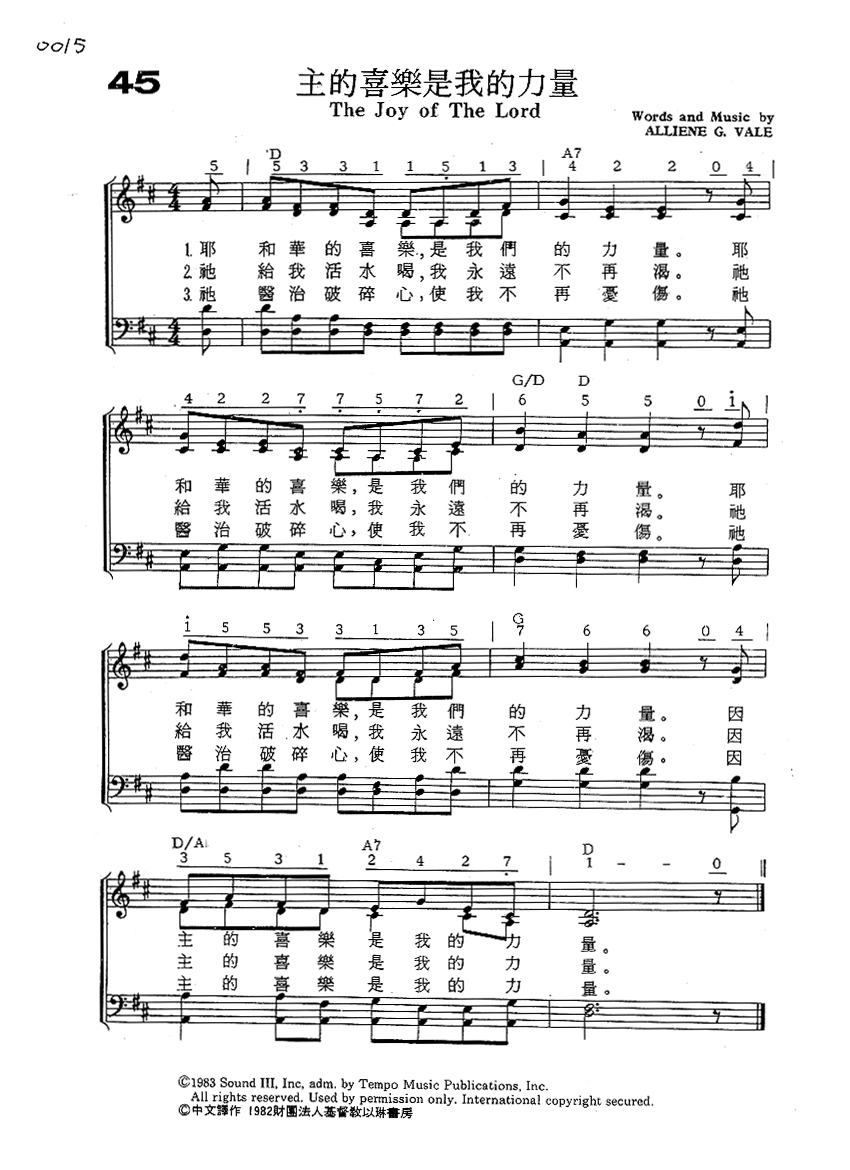 0015
45
主的喜樂是我的力量
The Joy of The Lord
Words and Music by
ALLIENE G. VALE
D A7
5 | 5 3 3 1 1 5 1 3 | 4 2 2 0 4 |
1.耶 和華的喜樂,是我們的力量。耶
2.祂 給我活水喝,我永遠不再渴。祂
3.祂 醫治破碎心,使我不再憂傷。祂
G/D D
4 2 2 7 7 5 7 2 | 6 5 5 0 1 |
和華的喜樂,是我們的力量。耶
給我活水喝,我永遠不再渴。祂
醫治破碎心,使我不再憂傷。祂
G
1 5 5 3 3 1 3 5 | 7 6 6 0 4 |
和華的喜樂,是我們的力量。因
給我活水喝,我永遠不再渴。因
醫治破碎心,使我不再憂傷。因
D/A A7 D
3 5 3 1 2 4 2 7 | 1 - - 0 ||
主的喜樂是我的力量。
主的喜樂是我的力量。
主的喜樂是我的力量。
©1983 Sound III, Inc, adm. by Tempo Music Publications, Inc.
All rights reserved. Used by permission only. International copyright secured.
©中文譯作 1982財團法人基督教以琳書房